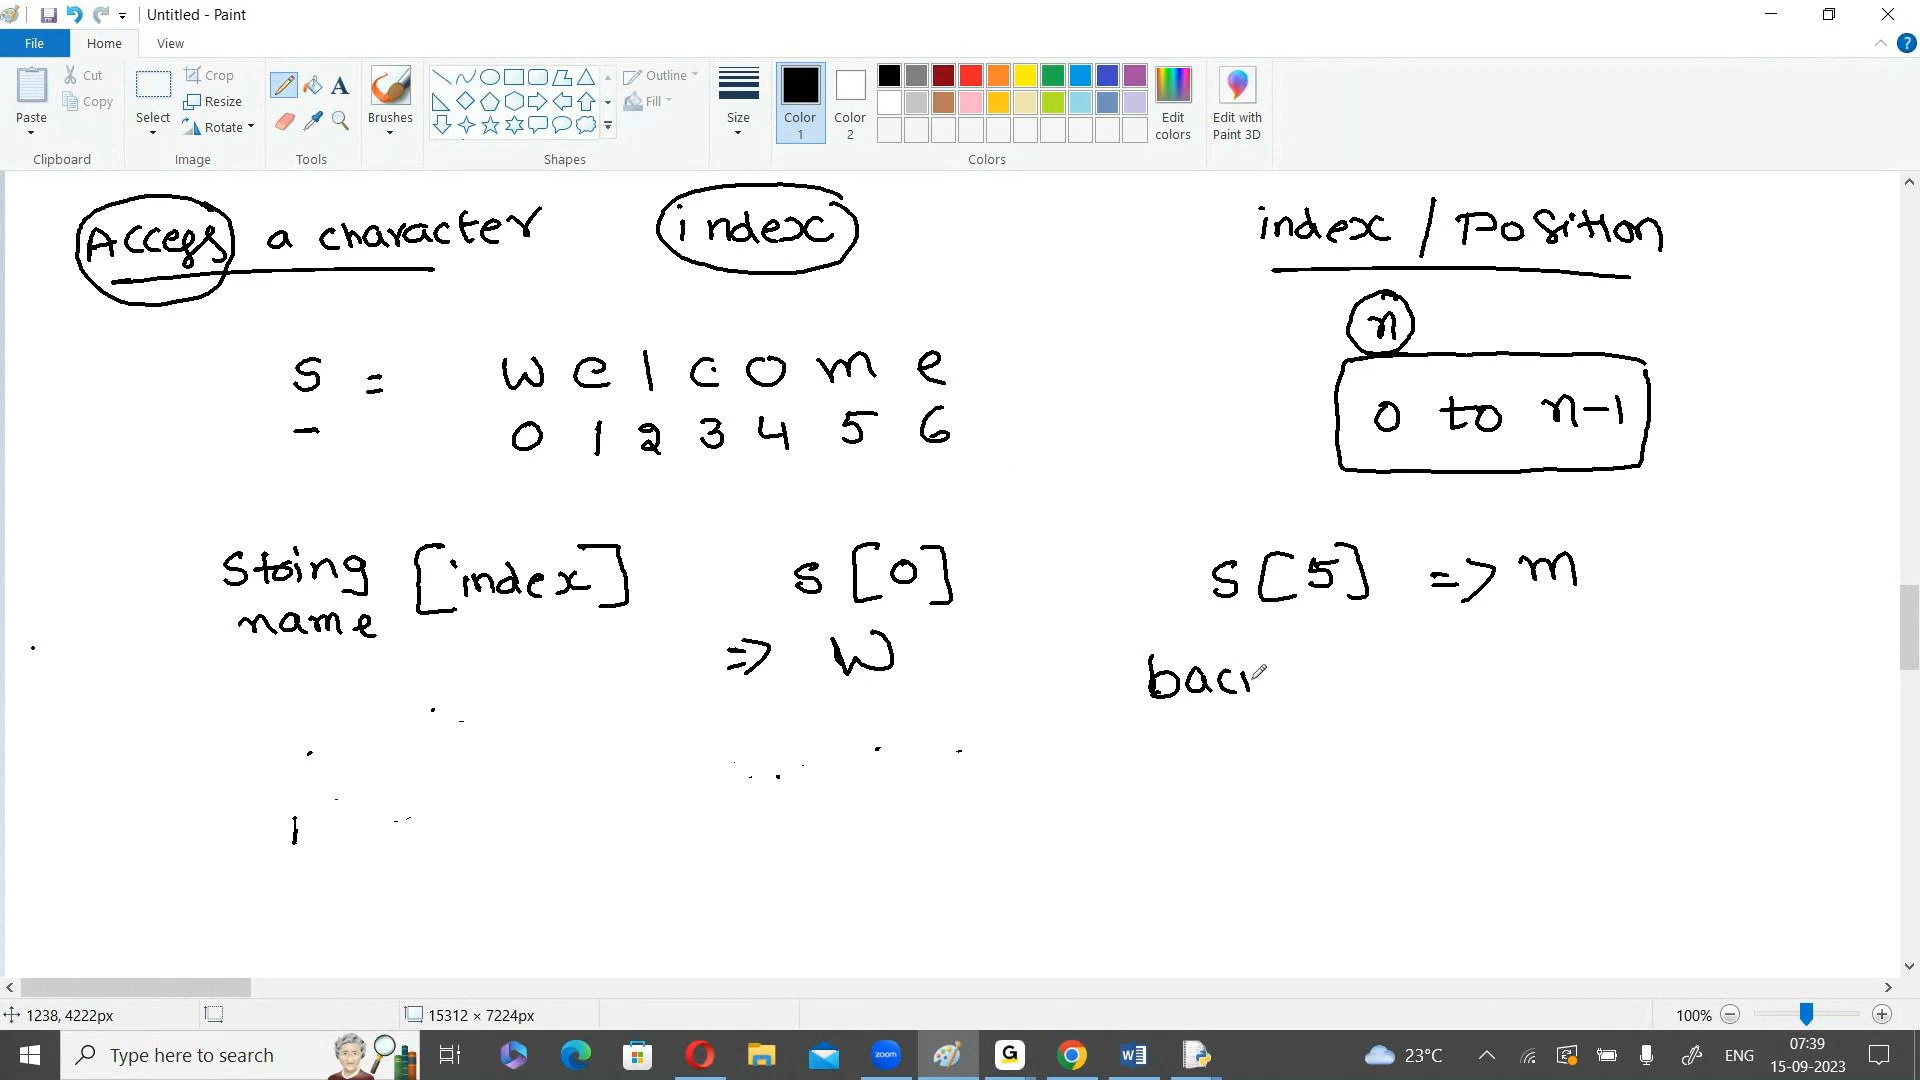 Untitled - Paint
File Home View
Cut
Copy
Paste
Clipboard
Crop
Resize
Rotate
Select
Image
Tools
Brushes
Outline
Fill
Shapes
Size
Color 1
Color 2
Edit colors
Colors
Edit with Paint 3D
Access a character index index / Position
n
s = w e l c o m e
0 1 2 3 4 5 6
0 to n-1
string name [index] s [0] s [5] => m
=> W
bac
1238, 4222px 15312 × 7224px 100%
Type here to search
zoom
23°C
ENG
07:39
15-09-2023